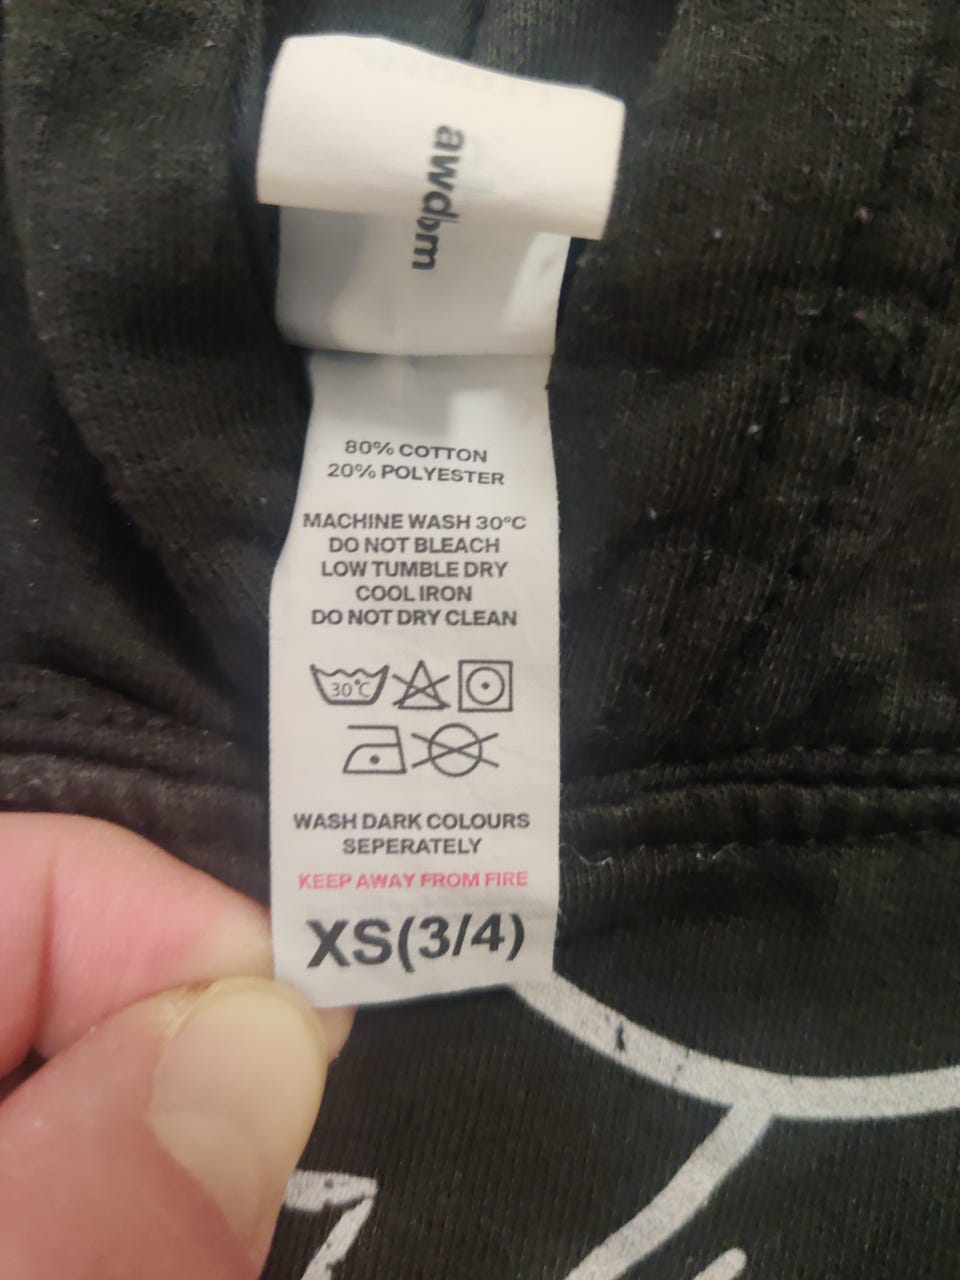 awdbm
80% COTTON
20% POLYESTER
MACHINE WASH 30°C
DO NOT BLEACH
LOW TUMBLE DRY
COOL IRON
DO NOT DRY CLEAN
30°C
WASH DARK COLOURS
SEPERATELY
KEEP AWAY FROM FIRE
XS(3/4)